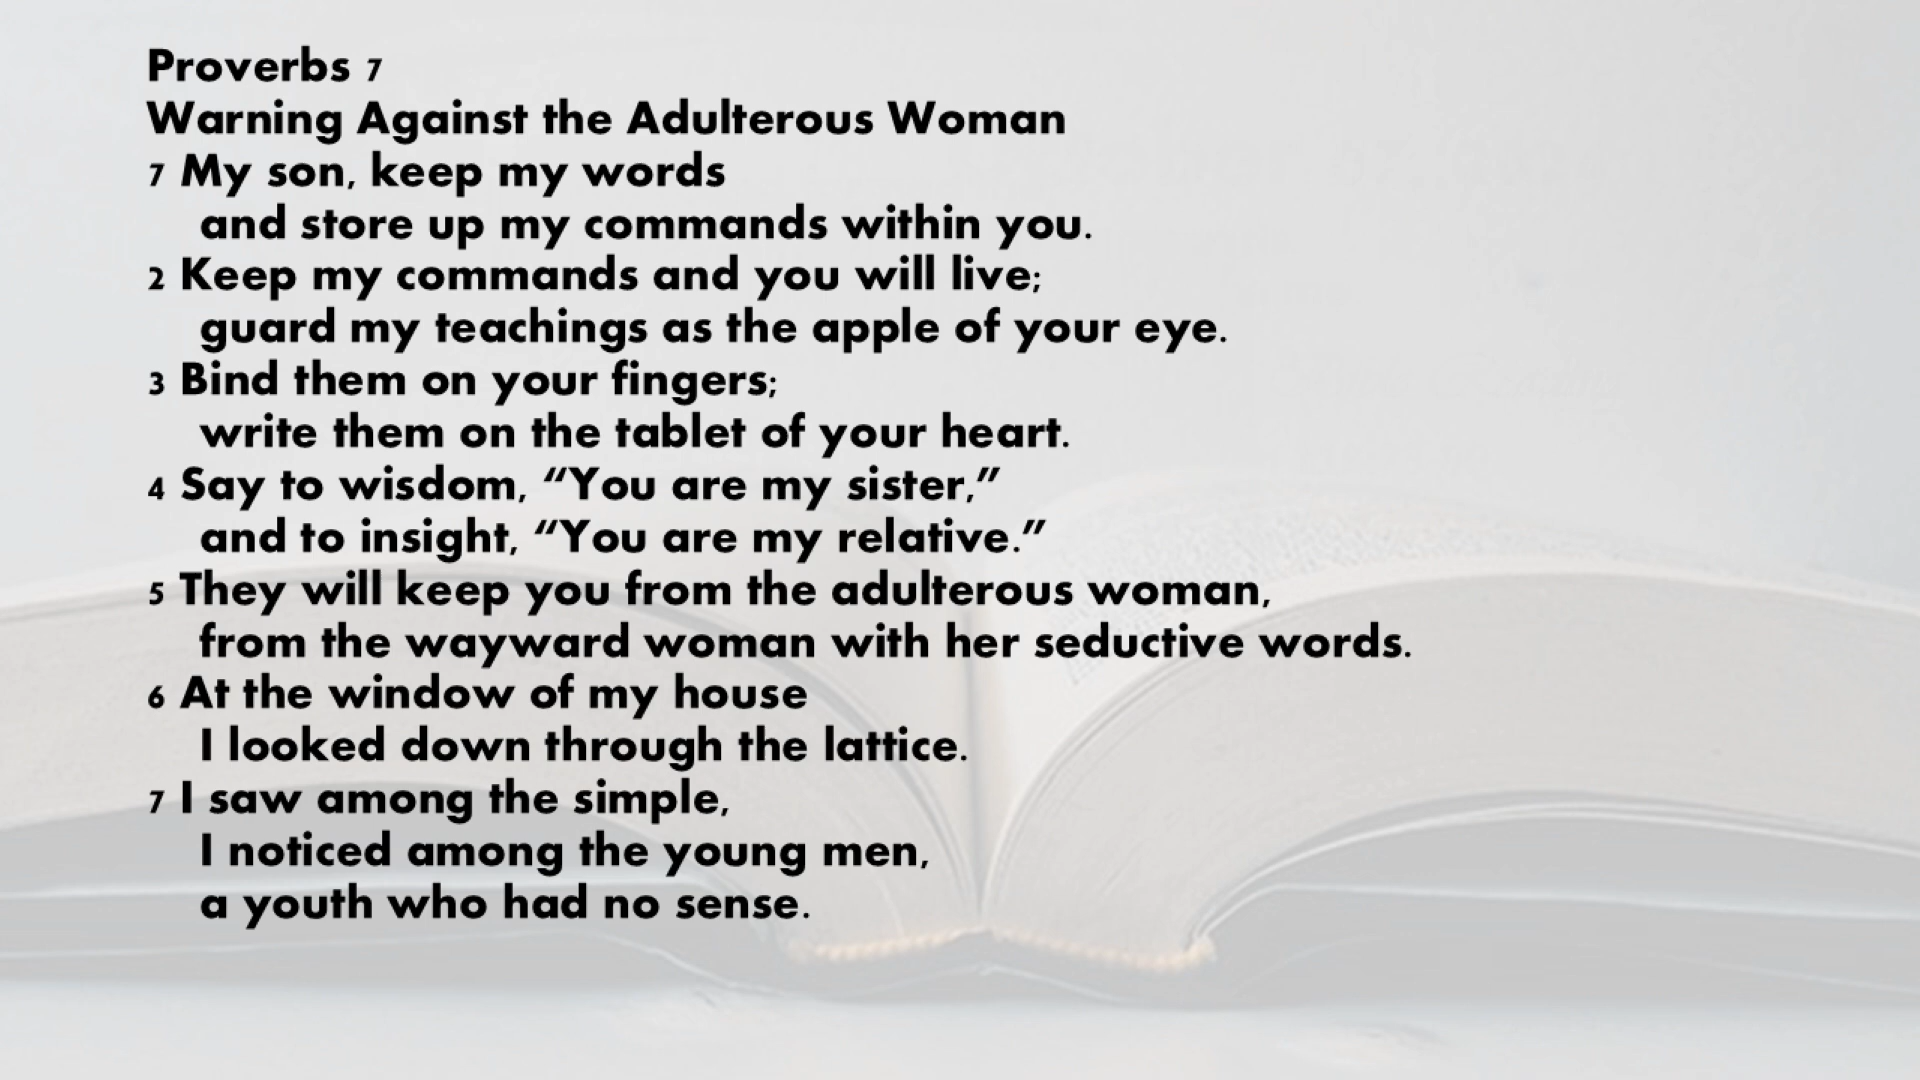 Proverbs 7
Warning Against the Adulterous Woman
7 My son, keep my words
and store up my commands within you.
2 Keep my commands and you will live;
guard my teachings as the apple of your eye.
3 Bind them on your fingers;
write them on the tablet of your heart.
4 Say to wisdom, “You are my sister,”
and to insight, “You are my relative.”
5 They will keep you from the adulterous woman,
from the wayward woman with her seductive words.
6 At the window of my house
I looked down through the lattice.
7 I saw among the simple,
I noticed among the young men,
a youth who had no sense.